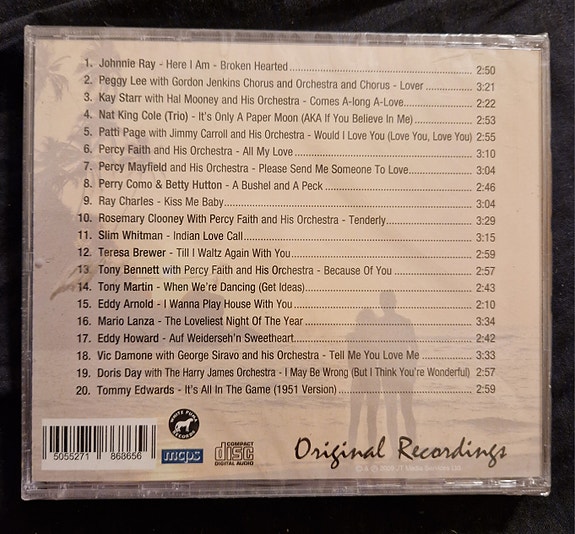 1. Johnnie Ray - Here I Am - Broken Hearted 2:50
2. Peggy Lee with Gordon Jenkins Chorus and Orchestra and Chorus - Lover 3:21
3. Kay Starr with Hal Mooney and His Orchestra - Comes A-long A-Love 2:22
4. Nat King Cole (Trio) - It's Only A Paper Moon (AKA If You Believe In Me) 2:53
5. Patti Page with Jimmy Carroll and His Orchestra - Would I Love You (Love You, Love You) 2:55
6. Percy Faith and His Orchestra - All My Love 3:10
7. Percy Mayfield and His Orchestra - Please Send Me Someone To Love 3:04
8. Perry Como & Betty Hutton - A Bushel and A Peck 2:46
9. Ray Charles - Kiss Me Baby 3:04
10. Rosemary Clooney With Percy Faith and His Orchestra - Tenderly 3:29
11. Slim Whitman - Indian Love Call 3:15
12. Teresa Brewer - Till I Waltz Again With You 2:59
13. Tony Bennett with Percy Faith and His Orchestra - Because Of You 2:57
14. Tony Martin - When We're Dancing (Get Ideas) 2:43
15. Eddy Arnold - I Wanna Play House With You 2:10
16. Mario Lanza - The Loveliest Night Of The Year 3:34
17. Eddy Howard - Auf Weiderseh'n Sweetheart 2:42
18. Vic Damone with George Siravo and his Orchestra - Tell Me You Love Me 3:33
19. Doris Day with The Harry James Orchestra - I May Be Wrong (But I Think You're Wonderful) 2:57
20. Tommy Edwards - It's All In The Game (1951 Version) 2:59
5055271 863656
RECORDS
mcps
COMPACT
disc
DIGITAL AUDIO
Original Recordings
JT Media Services Ltd